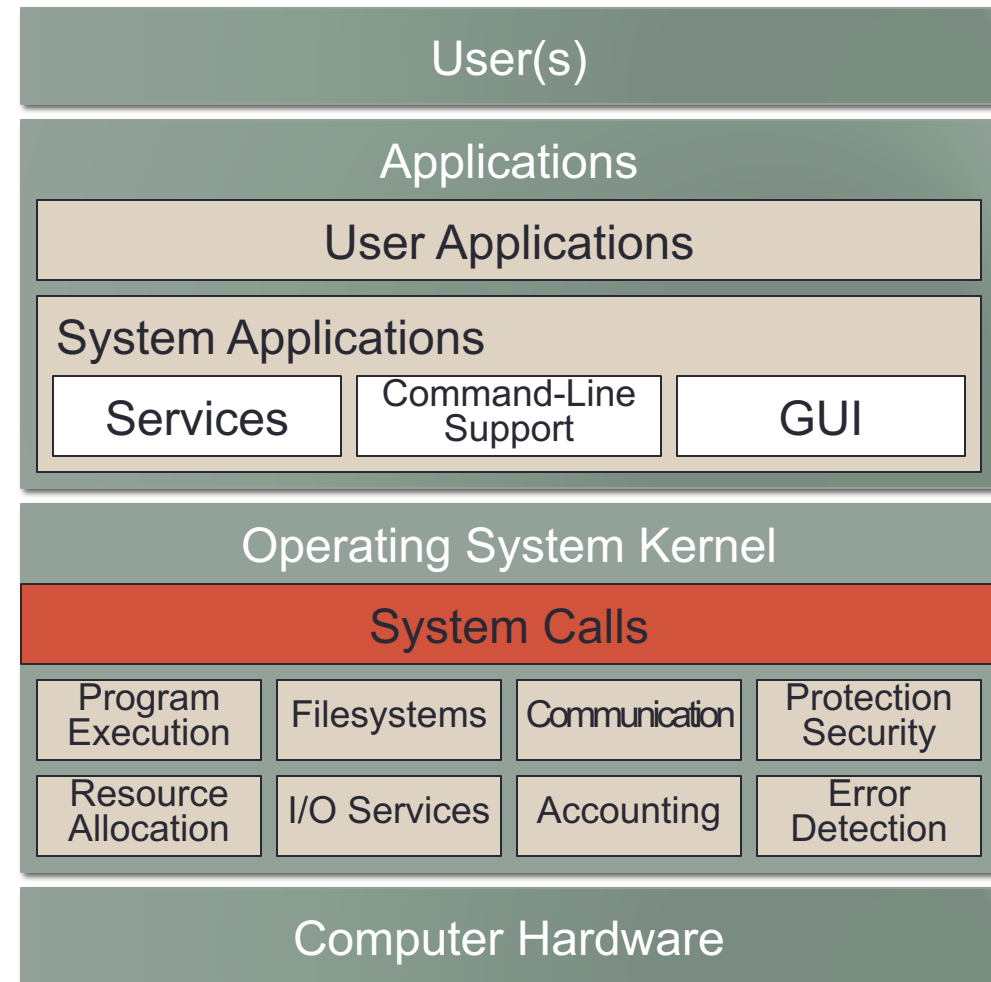 User(s)
Applications
User Applications
System Applications
Services
Command-Line
Support
GUI
Operating System Kernel
System Calls
Program
Execution
Filesystems
Communication
Protection
Security
Resource
Allocation
I/O Services
Accounting
Error
Detection
Computer Hardware